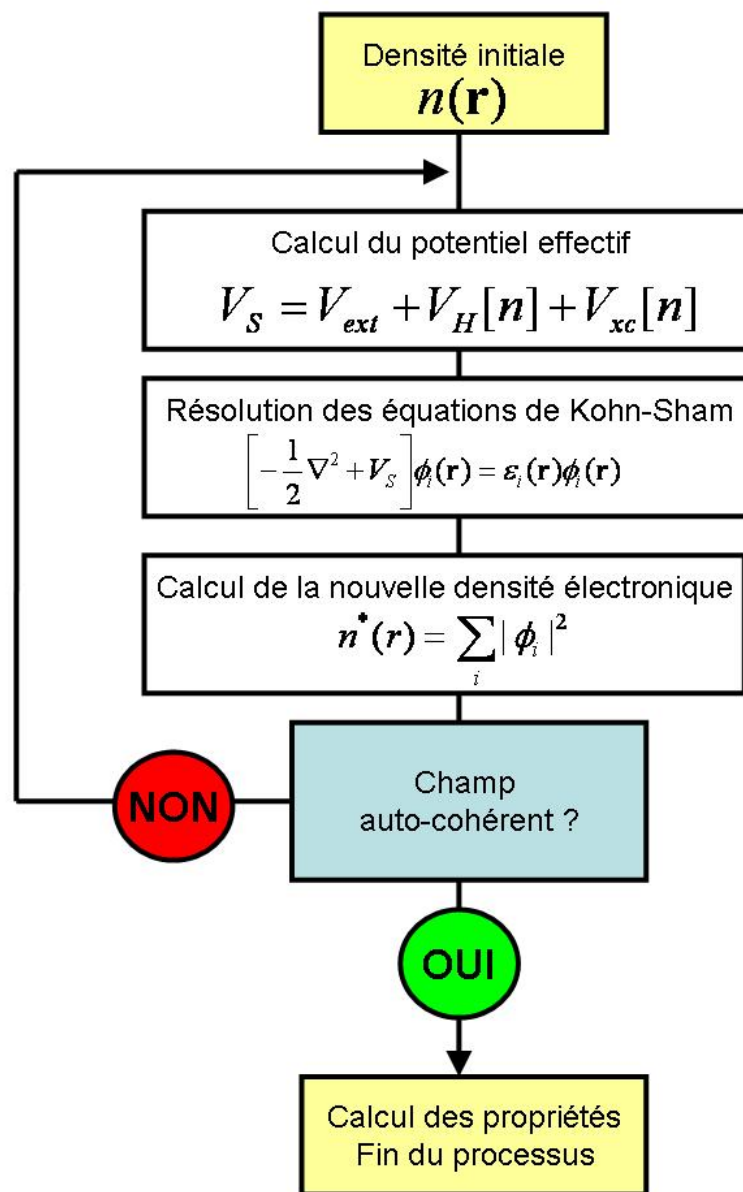 Densité initiale
n(r)
Calcul du potentiel effectif
V_S = V_ext + V_H[n] + V_xc[n]
Résolution des équations de Kohn-Sham
[-1/2 ∇² + V_S] ϕ_i(r) = ε_i(r)ϕ_i(r)
Calcul de la nouvelle densité électronique
n*(r) = ∑_i |ϕ_i|²
Champ
auto-cohérent ?
NON
OUI
Calcul des propriétés
Fin du processus